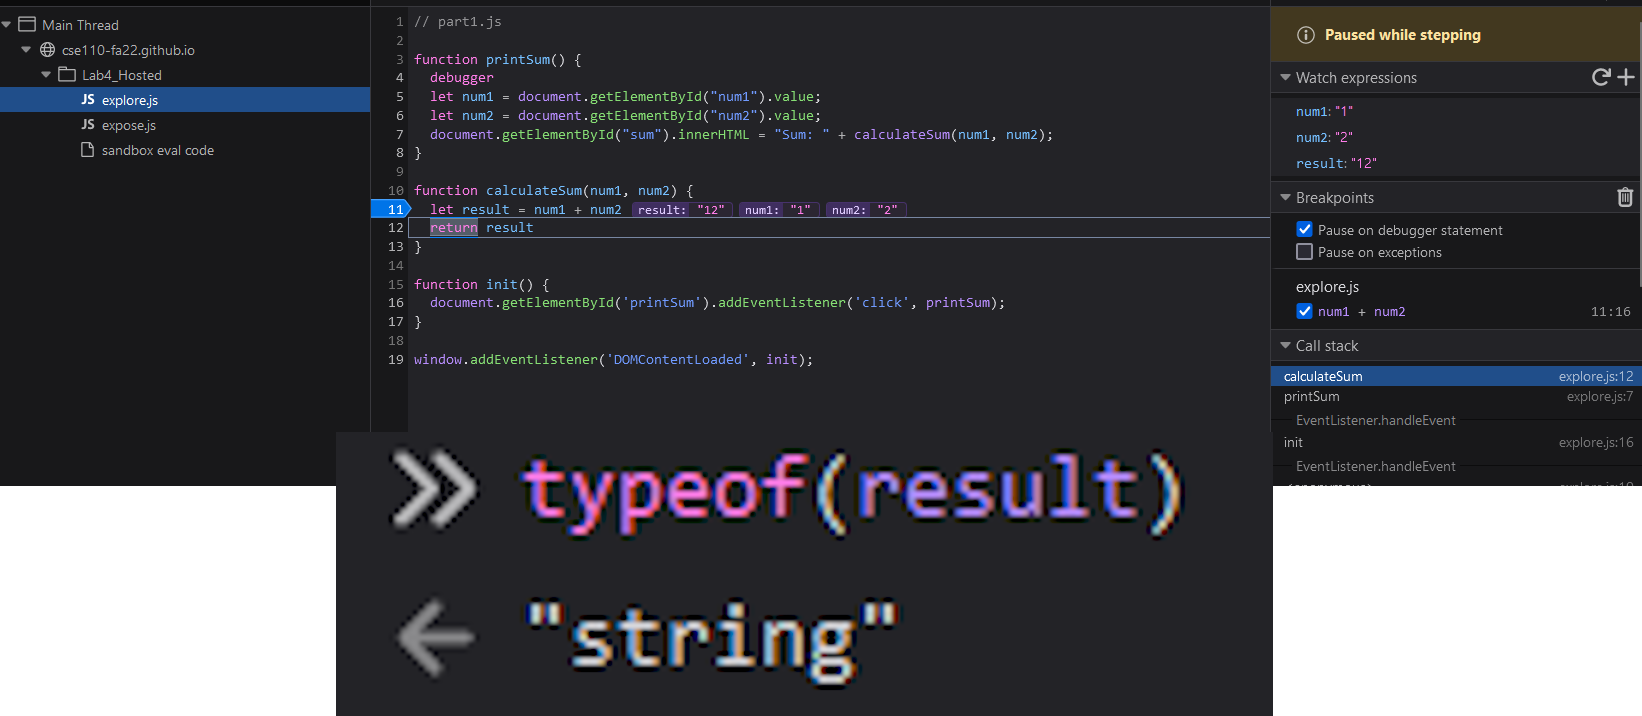 Main Thread
cse110-fa22.github.io
Lab4_Hosted
JS explore.js
JS expose.js
sandbox eval code
1 // part1.js
2
3 function printSum() {
4 debugger
5 let num1 = document.getElementById("num1").value;
6 let num2 = document.getElementById("num2").value;
7 document.getElementById("sum").innerHTML = "Sum: " + calculateSum(num1, num2);
8 }
9
10 function calculateSum(num1, num2) {
11 let result = num1 + num2 result: "12" num1: "1" num2: "2"
12 return result
13 }
14
15 function init() {
16 document.getElementById('printSum').addEventListener('click', printSum);
17 }
18
19 window.addEventListener('DOMContentLoaded', init);
Paused while stepping
Watch expressions
num1: "1"
num2: "2"
result: "12"
Breakpoints
Pause on debugger statement
Pause on exceptions
explore.js
num1 + num2 11:16
Call stack
calculateSum explore.js:12
printSum explore.js:7
EventListener.handleEvent
init explore.js:16
EventListener.handleEvent
typeof(result)
"string"